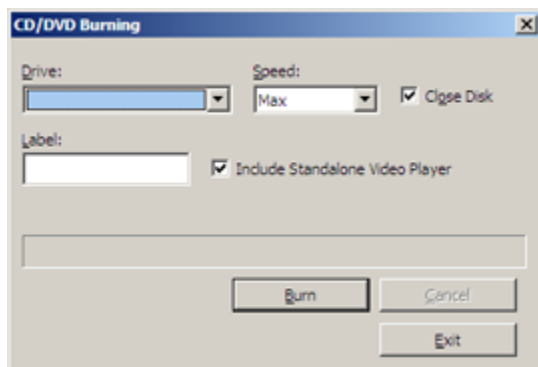 CD/DVD Burning
Drive:
Speed:
Max
Close Disk
Label:
Include Standalone Video Player
Burn
Cancel
Exit